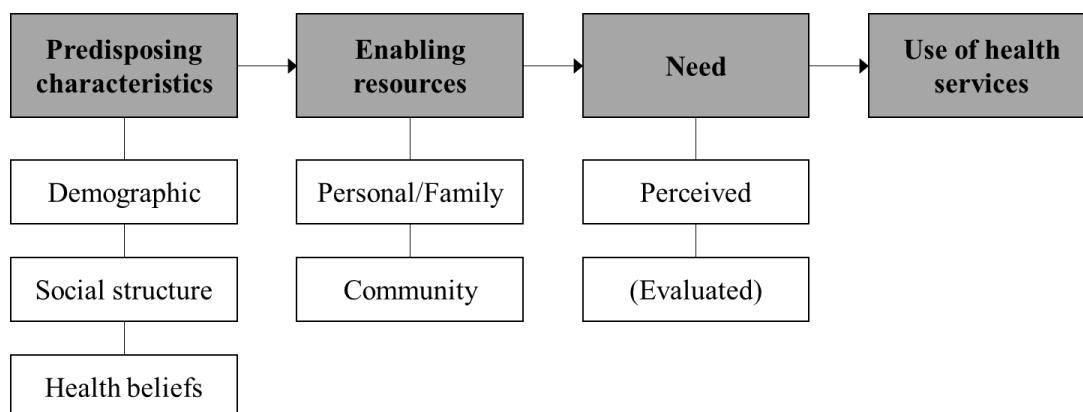 Predisposing
characteristics
Enabling
resources
Need
Use of health
services
Demographic
Personal/Family
Perceived
Social structure
Community
(Evaluated)
Health beliefs